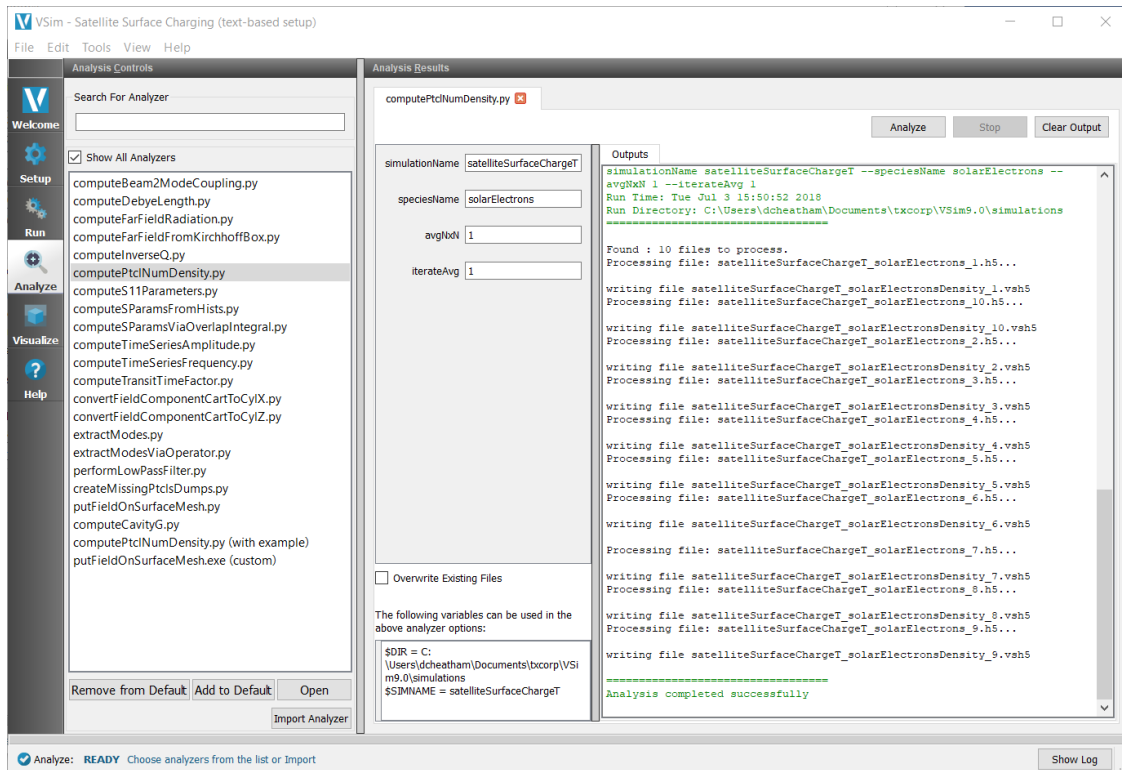 VSim - Satellite Surface Charging (text-based setup)
File Edit Tools View Help
Analysis Controls
Analysis Results
Welcome
Setup
Run
Analyze
Visualize
Help
Search For Analyzer
Show All Analyzers
computeBeam2ModeCoupling.py
computeDebyeLength.py
computeFarFieldRadiation.py
computeFarFieldFromKirchhoffBox.py
computeInverseQ.py
computePtclNumDensity.py
computeS11Parameters.py
computeSParamsFromHists.py
computeSParamsViaOverlapIntegral.py
computeTimeSeriesAmplitude.py
computeTimeSeriesFrequency.py
computeTransitTimeFactor.py
convertFieldComponentCartToCylX.py
convertFieldComponentCartToCylZ.py
extractModes.py
extractModesViaOperator.py
performLowPassFilter.py
createMissingPtclsDumps.py
putFieldOnSurfaceMesh.py
computeCavityG.py
computePtclNumDensity.py (with example)
putFieldOnSurfaceMesh.exe (custom)
Remove from Default Add to Default Open
Import Analyzer
computePtclNumDensity.py
Analyze Stop Clear Output
simulationName satelliteSurfaceChargeT
speciesName solarElectrons
avgNxN 1
iterateAvg 1
Overwrite Existing Files
The following variables can be used in the
above analyzer options:
$DIR = C:
\Users\dcheatham\Documents\txcorp\VSi
m9.0\simulations
$SIMNAME = satelliteSurfaceChargeT
Outputs
simulationName satelliteSurfaceChargeT --speciesName solarElectrons --
avgNxN 1 --iterateAvg 1
Run Time: Tue Jul 3 15:50:52 2018
Run Directory: C:\Users\dcheatham\Documents\txcorp\VSim9.0\simulations
==================================
Found : 10 files to process.
Processing file: satelliteSurfaceChargeT_solarElectrons_1.h5...
writing file satelliteSurfaceChargeT_solarElectronsDensity_1.vsh5
Processing file: satelliteSurfaceChargeT_solarElectrons_10.h5...
writing file satelliteSurfaceChargeT_solarElectronsDensity_10.vsh5
Processing file: satelliteSurfaceChargeT_solarElectrons_2.h5...
writing file satelliteSurfaceChargeT_solarElectronsDensity_2.vsh5
Processing file: satelliteSurfaceChargeT_solarElectrons_3.h5...
writing file satelliteSurfaceChargeT_solarElectronsDensity_3.vsh5
Processing file: satelliteSurfaceChargeT_solarElectrons_4.h5...
writing file satelliteSurfaceChargeT_solarElectronsDensity_4.vsh5
Processing file: satelliteSurfaceChargeT_solarElectrons_5.h5...
writing file satelliteSurfaceChargeT_solarElectronsDensity_5.vsh5
Processing file: satelliteSurfaceChargeT_solarElectrons_6.h5...
writing file satelliteSurfaceChargeT_solarElectronsDensity_6.vsh5
Processing file: satelliteSurfaceChargeT_solarElectrons_7.h5...
writing file satelliteSurfaceChargeT_solarElectronsDensity_7.vsh5
Processing file: satelliteSurfaceChargeT_solarElectrons_8.h5...
writing file satelliteSurfaceChargeT_solarElectronsDensity_8.vsh5
Processing file: satelliteSurfaceChargeT_solarElectrons_9.h5...
writing file satelliteSurfaceChargeT_solarElectronsDensity_9.vsh5
==================================
Analysis completed successfully
Analyze: READY Choose analyzers from the list or Import
Show Log